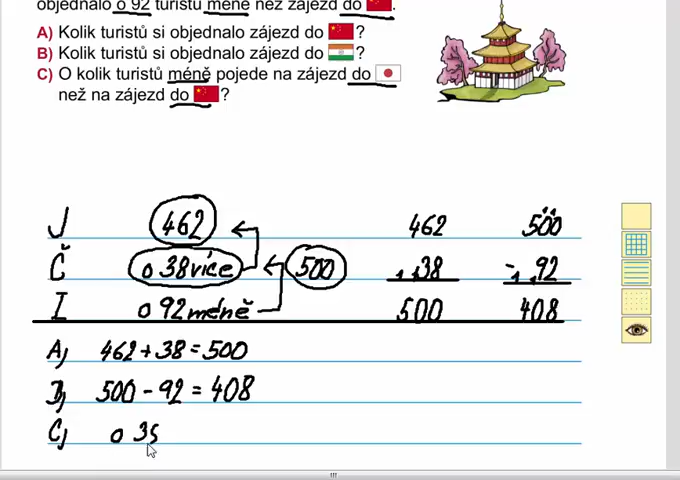 objednalo o 92 turistů méně než zájezd do .
A) Kolik turistů si objednalo zájezd do ?
B) Kolik turistů si objednalo zájezd do ?
C) O kolik turistů méně pojede na zájezd do
než na zájezd do ?
J 462 462 500
Č o 38 více 500 38 - 92
I o 92 méně 500 408
A) 462 + 38 = 500
B) 500 - 92 = 408
C) o 38